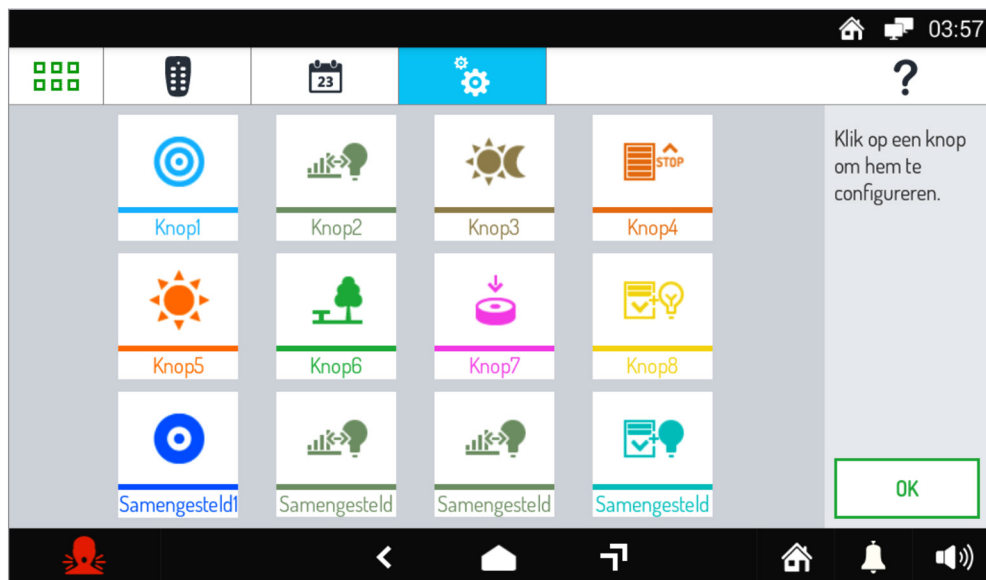 03:57
23
?
Klik op een knop
om hem te
configureren.
STOP
Knop1
Knop2
Knop3
Knop4
Knop5
Knop6
Knop7
Knop8
Samengesteld1
Samengesteld
Samengesteld
Samengesteld
OK